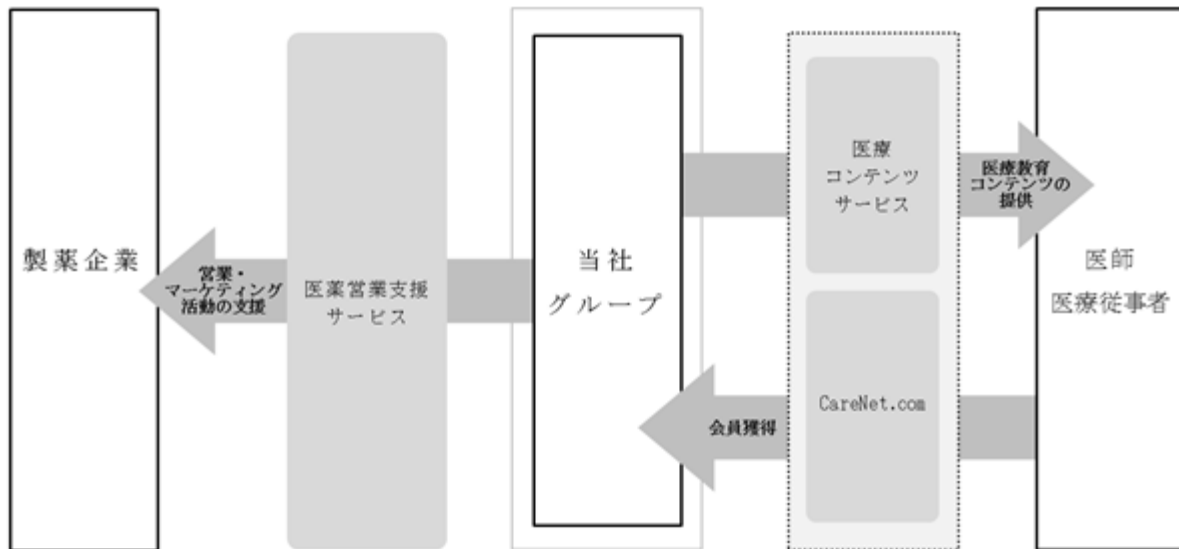 製薬企業
営業・
マーケティング
活動の支援
医薬営業支援
サービス
当社
グループ
医療
コンテンツ
サービス
医療教育
コンテンツの
提供
医師
医療従事者
会員獲得
CareNet.com